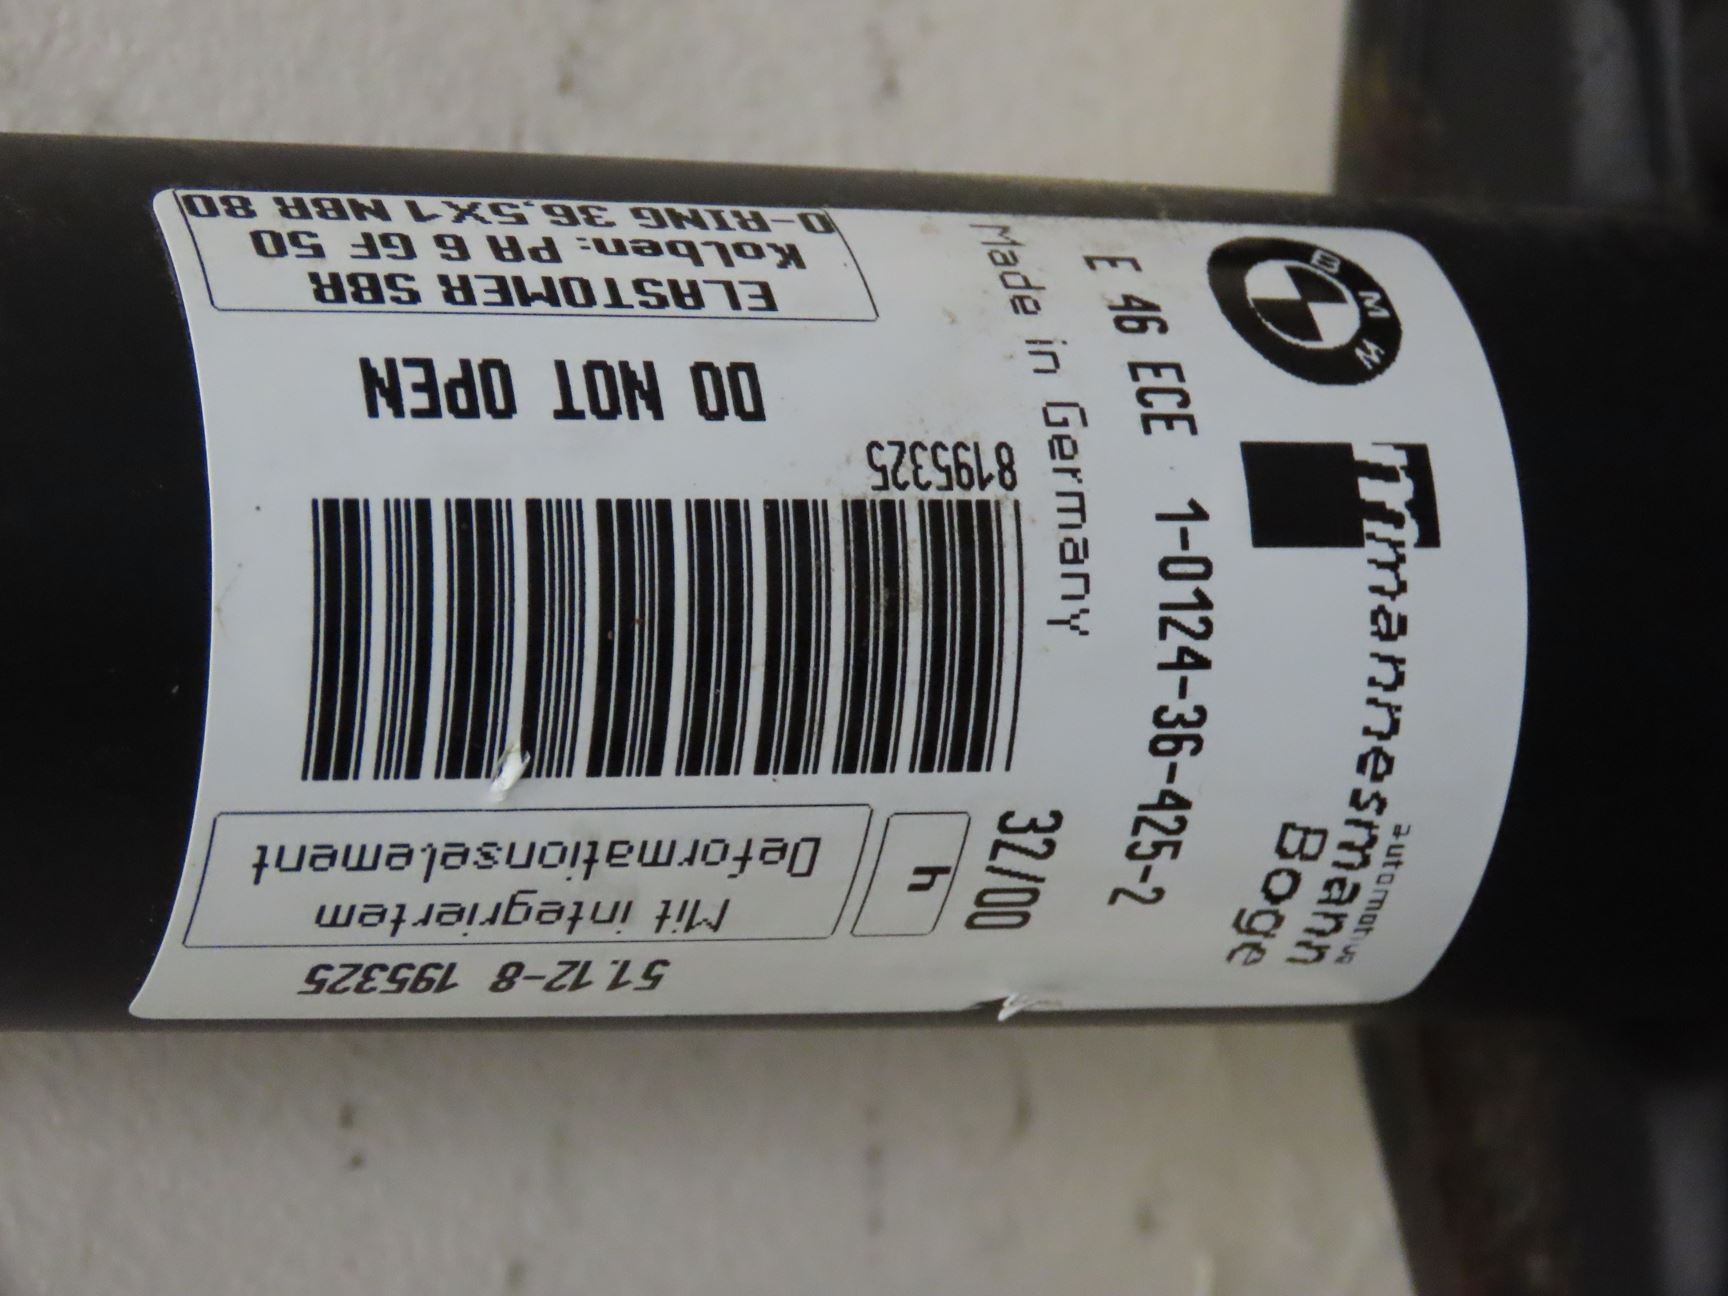 BMW
mannesmann
Boge
automotive
E 46 ECE 1-0124-36-425-2
Made in Germany 32/00
8195325
DO NOT OPEN
ELASTOMER SBR
Kolben: PA 6 GF 50
O-RING 36,5X1 NBR 80
h
Mit integriertem
Deformationselement
51.12-8 195325